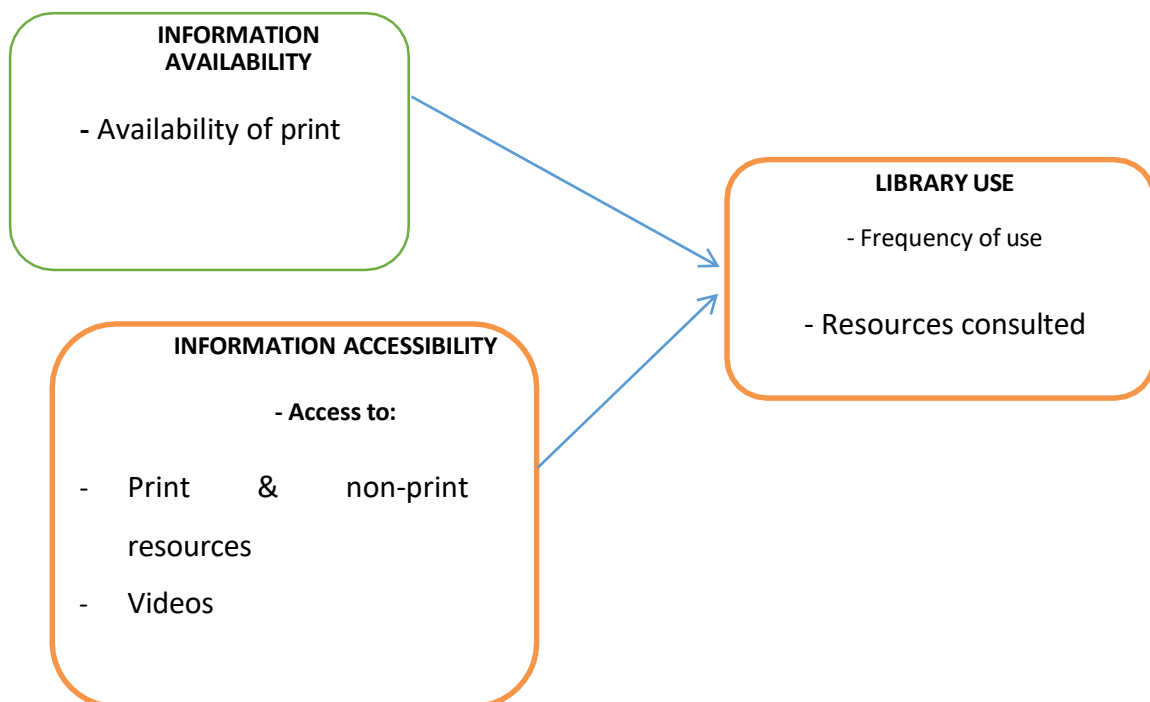 INFORMATION
AVAILABILITY
- Availability of print
LIBRARY USE
- Frequency of use
- Resources consulted
INFORMATION ACCESSIBILITY
- Access to:
- Print & non-print
resources
- Videos